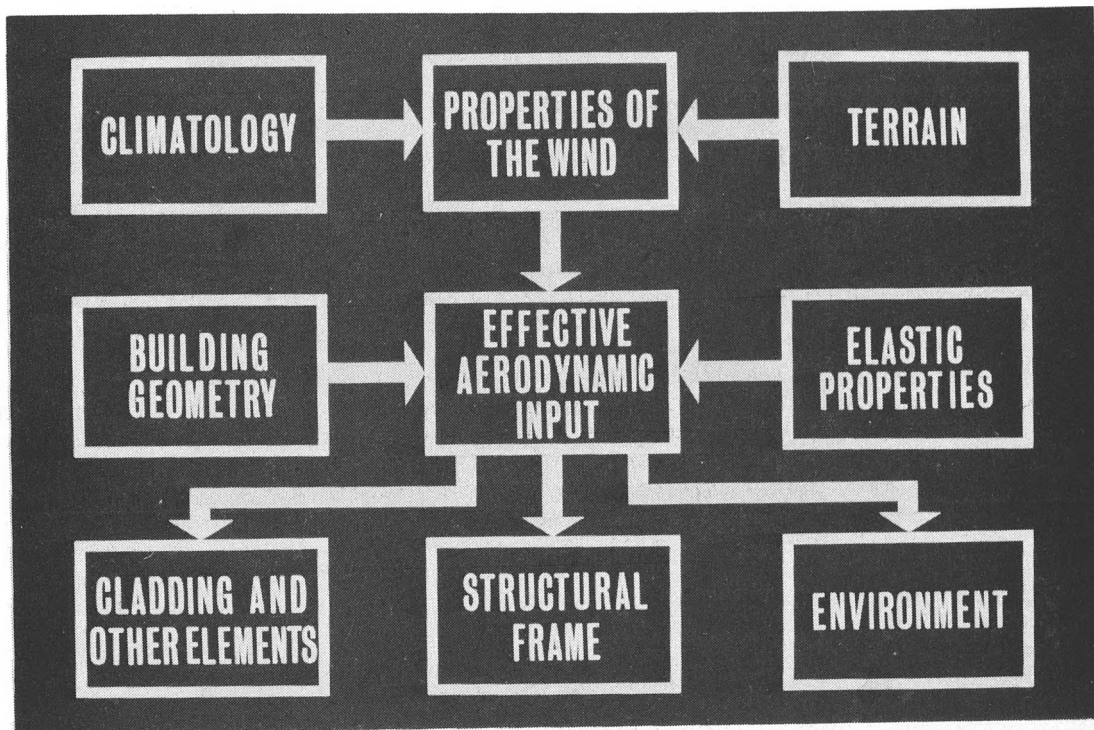 CLIMATOLOGY
PROPERTIES OF
THE WIND
TERRAIN
BUILDING
GEOMETRY
EFFECTIVE
AERODYNAMIC
INPUT
ELASTIC
PROPERTIES
CLADDING AND
OTHER ELEMENTS
STRUCTURAL
FRAME
ENVIRONMENT